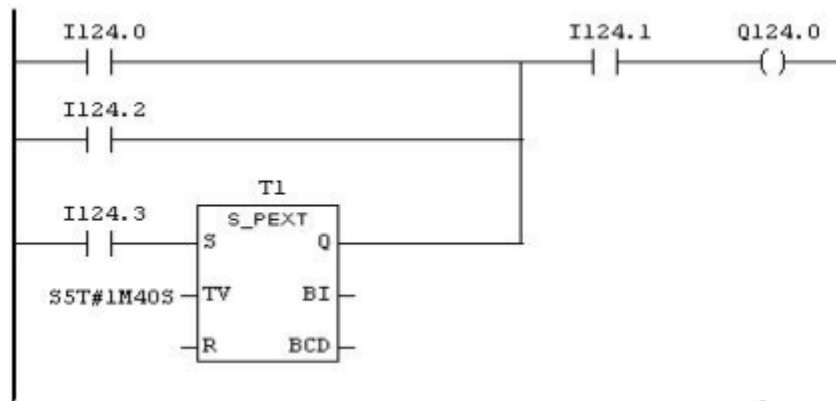 I124.0
I124.1
Q124.0
I124.2
T1
I124.3
S_PEXT
S
Q
S5T#1M40S
TV
BI
R
BCD